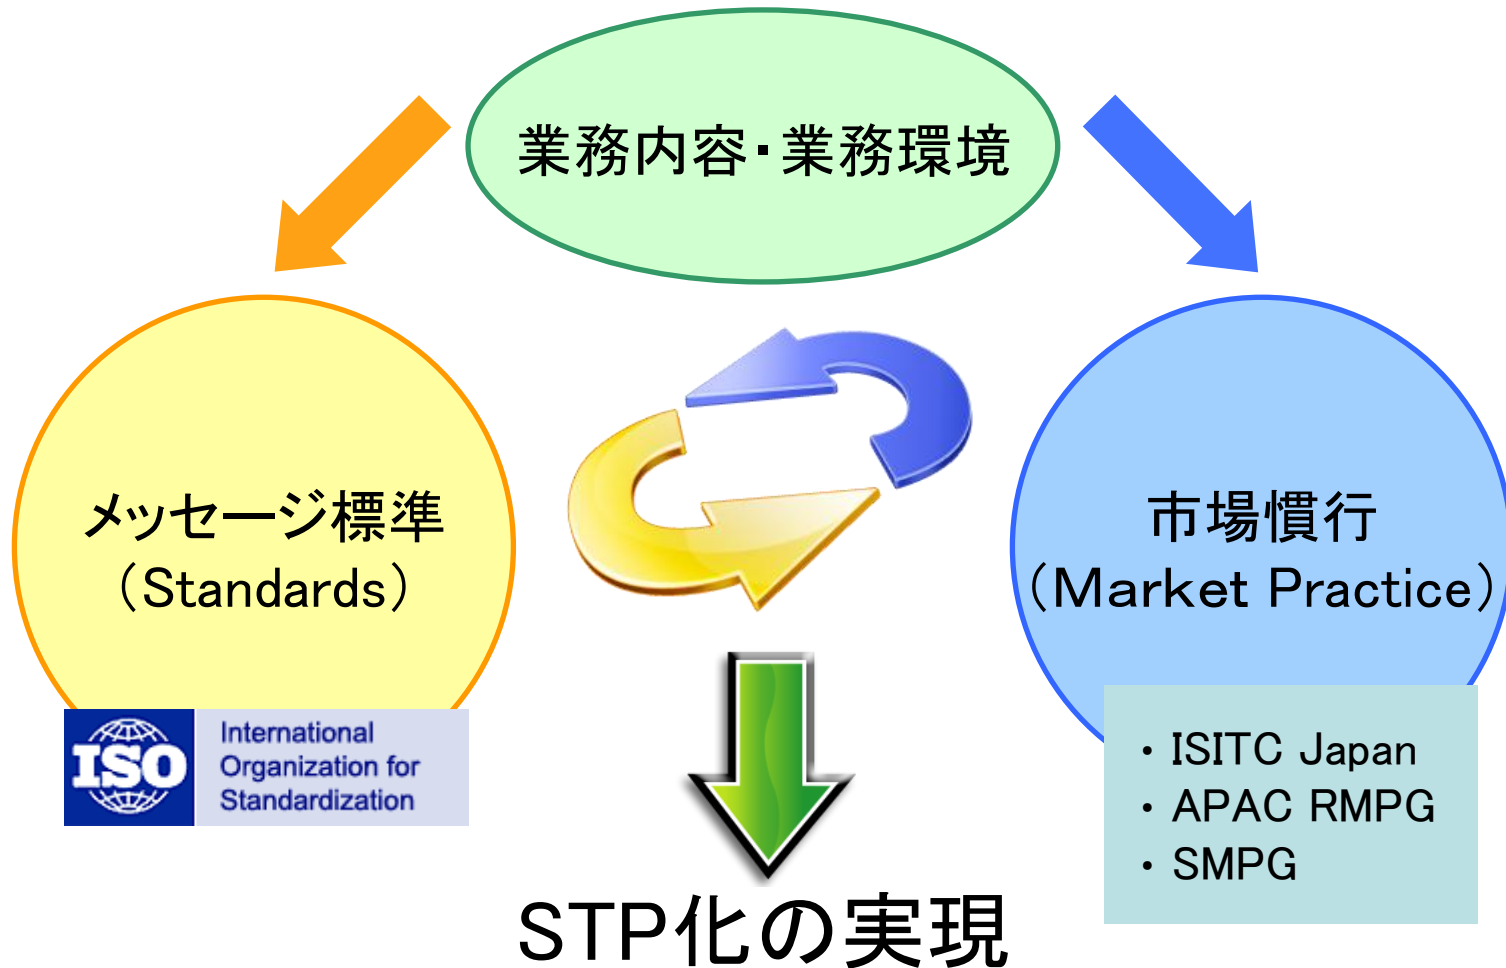 業務内容・業務環境
メッセージ標準
（Standards）
市場慣行
（Market Practice）
ISO
International
Organization for
Standardization
・ISITC Japan
・APAC RMPG
・SMPG
STP化の実現